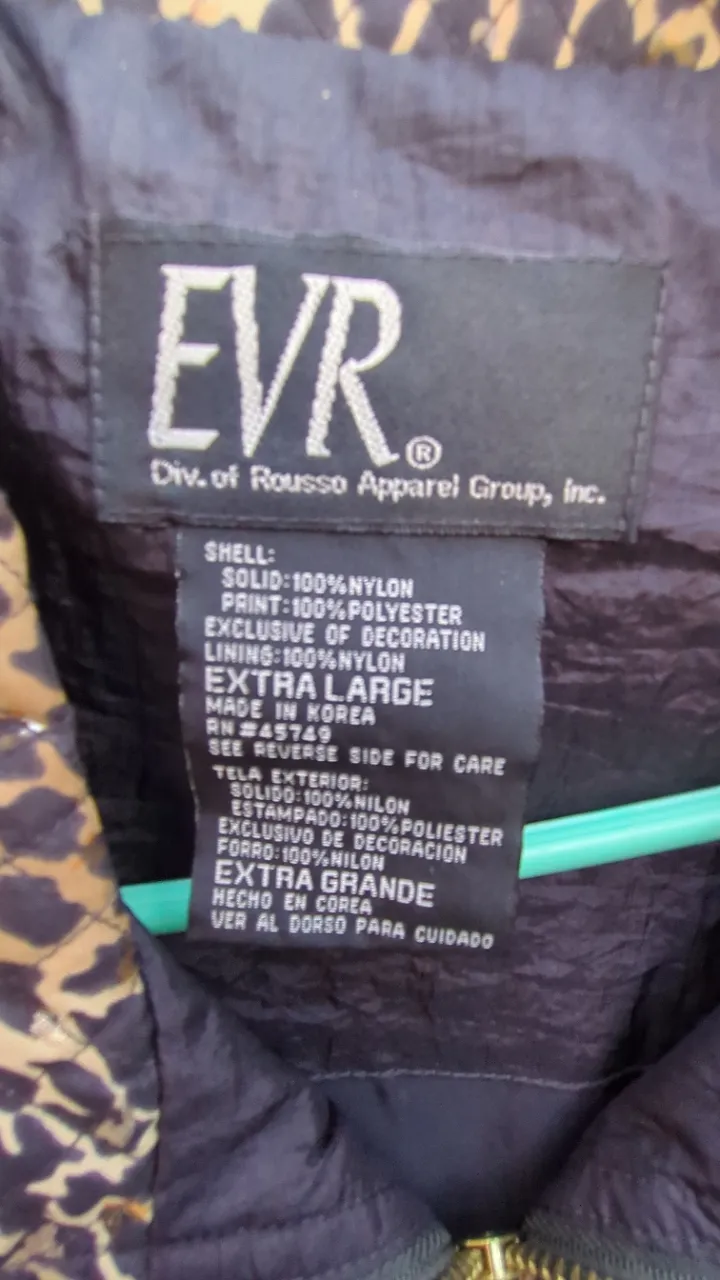 EVR®
Div. of Rousso Apparel Group, Inc.
SHELL:
SOLID:100%NYLON
PRINT:100%POLYESTER
EXCLUSIVE OF DECORATION
LINING:100%NYLON
EXTRA LARGE
MADE IN KOREA
RN#45749
SEE REVERSE SIDE FOR CARE
TELA EXTERIOR:
SOLIDO:100%NILON
ESTAMPADO:100%POLIESTER
EXCLUSIVO DE DECORACION
FORRO:100%NILON
EXTRA GRANDE
HECHO EN COREA
VER AL DORSO PARA CUIDADO